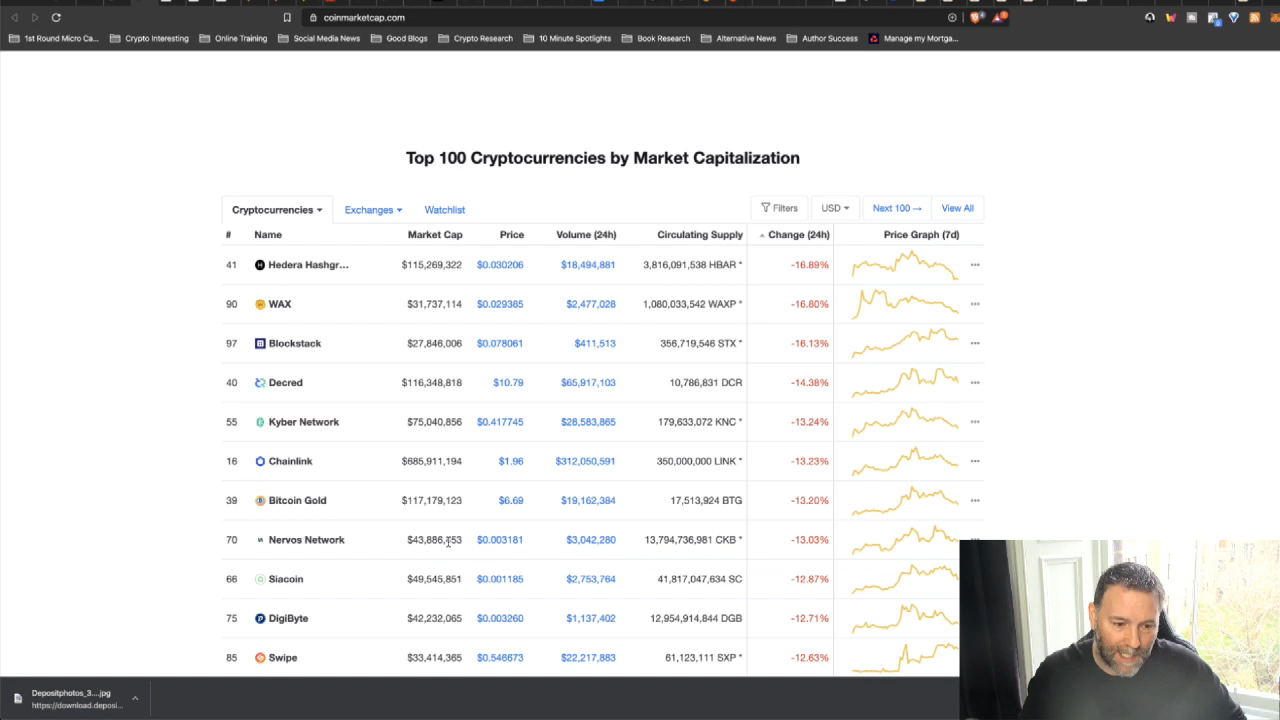 coinmarketcap.com
1st Round Micro Ca... Crypto Interesting Online Training Social Media News Good Blogs Crypto Research 10 Minute Spotlights Book Research Alternative News Author Success Manage my Mortga...
Top 100 Cryptocurrencies by Market Capitalization
Cryptocurrencies Exchanges Watchlist Filters USD Next 100 → View All
# Name Market Cap Price Volume (24h) Circulating Supply Change (24h) Price Graph (7d)
41 Hedera Hashgr... $115,269,322 $0.030206 $18,494,881 3,816,091,538 HBAR * -16.89%
90 WAX $31,737,114 $0.029385 $2,477,028 1,080,033,542 WAXP * -16.80%
97 Blockstack $27,846,006 $0.078061 $411,513 356,719,546 STX * -16.13%
40 Decred $116,348,818 $10.79 $65,917,103 10,786,831 DCR -14.38%
55 Kyber Network $75,040,856 $0.417745 $28,583,865 179,633,072 KNC * -13.24%
16 Chainlink $685,911,194 $1.96 $312,050,591 350,000,000 LINK * -13.23%
39 Bitcoin Gold $117,179,123 $6.69 $19,162,384 17,513,924 BTG -13.20%
70 Nervos Network $0.003181 $3,042,280 13,794,736,981 CKB * -13.03%
66 Siacoin $49,545,851 $0.001185 $2,753,764 41,817,047,634 SC -12.87%
75 DigiByte $42,232,065 $0.003260 $1,137,402 12,954,914,844 DGB -12.71%
85 Swipe $33,414,365 $0.546673 $22,217,883 61,123,111 SXP * -12.63%
Depositphotos_3....jpg
https://download.deposi...